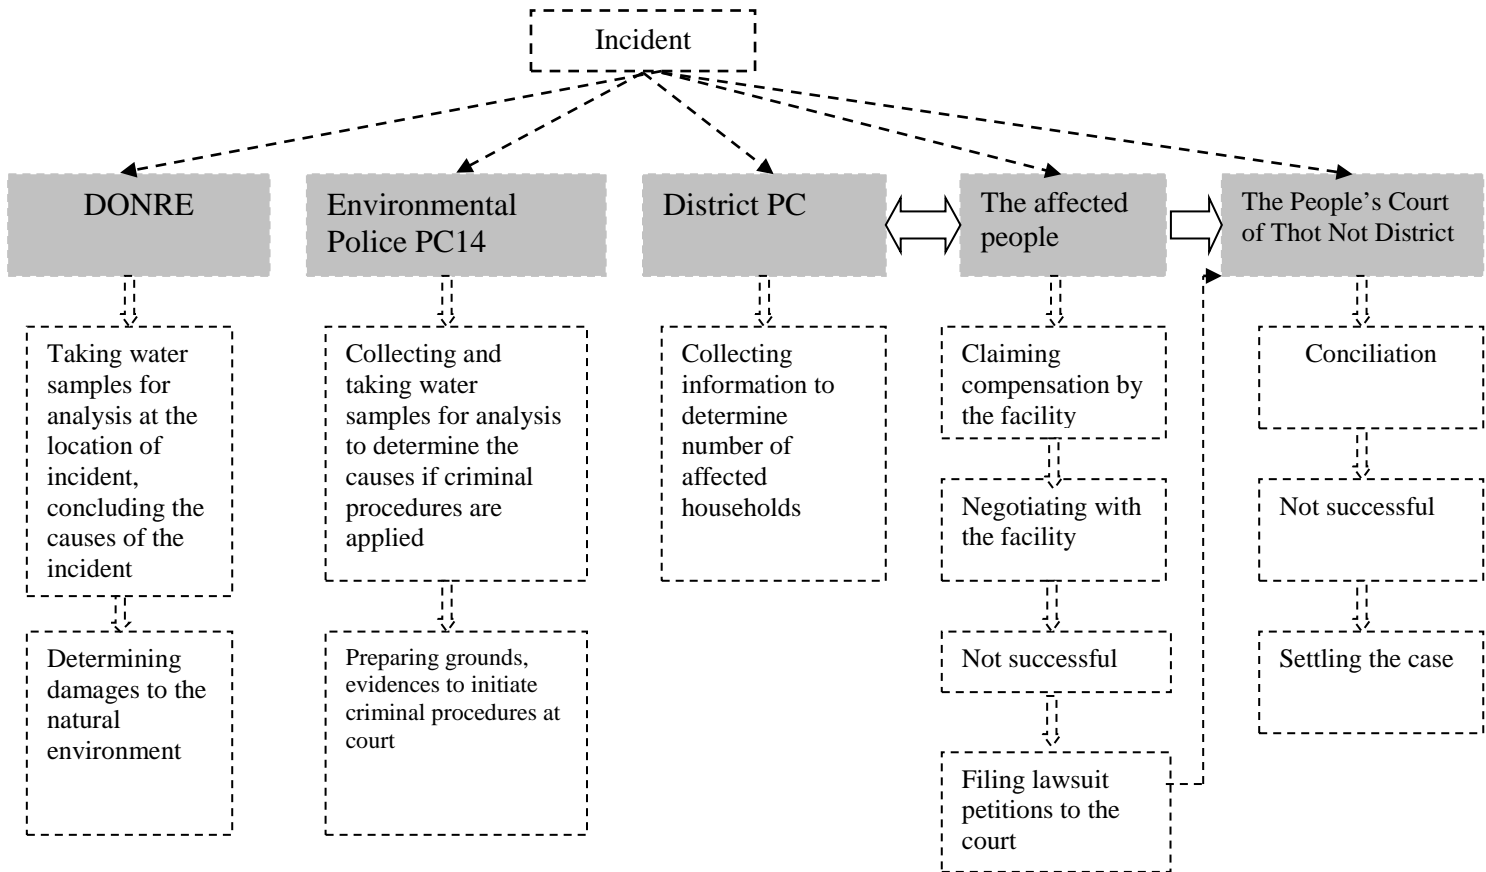 Incident
DONRE
Environmental
Police PC14
District PC
The affected
people
The People’s Court
of Thot Not District
Taking water
samples for
analysis at the
location of
incident,
concluding the
causes of the
incident
Determining
damages to the
natural
environment
Collecting and
taking water
samples for analysis
to determine the
causes if criminal
procedures are
applied
Preparing grounds,
evidences to initiate
criminal procedures at
court
Collecting
information to
determine
number of
affected
households
Claiming
compensation by
the facility
Negotiating with
the facility
Not successful
Filing lawsuit
petitions to the
court
Conciliation
Not successful
Settling the case